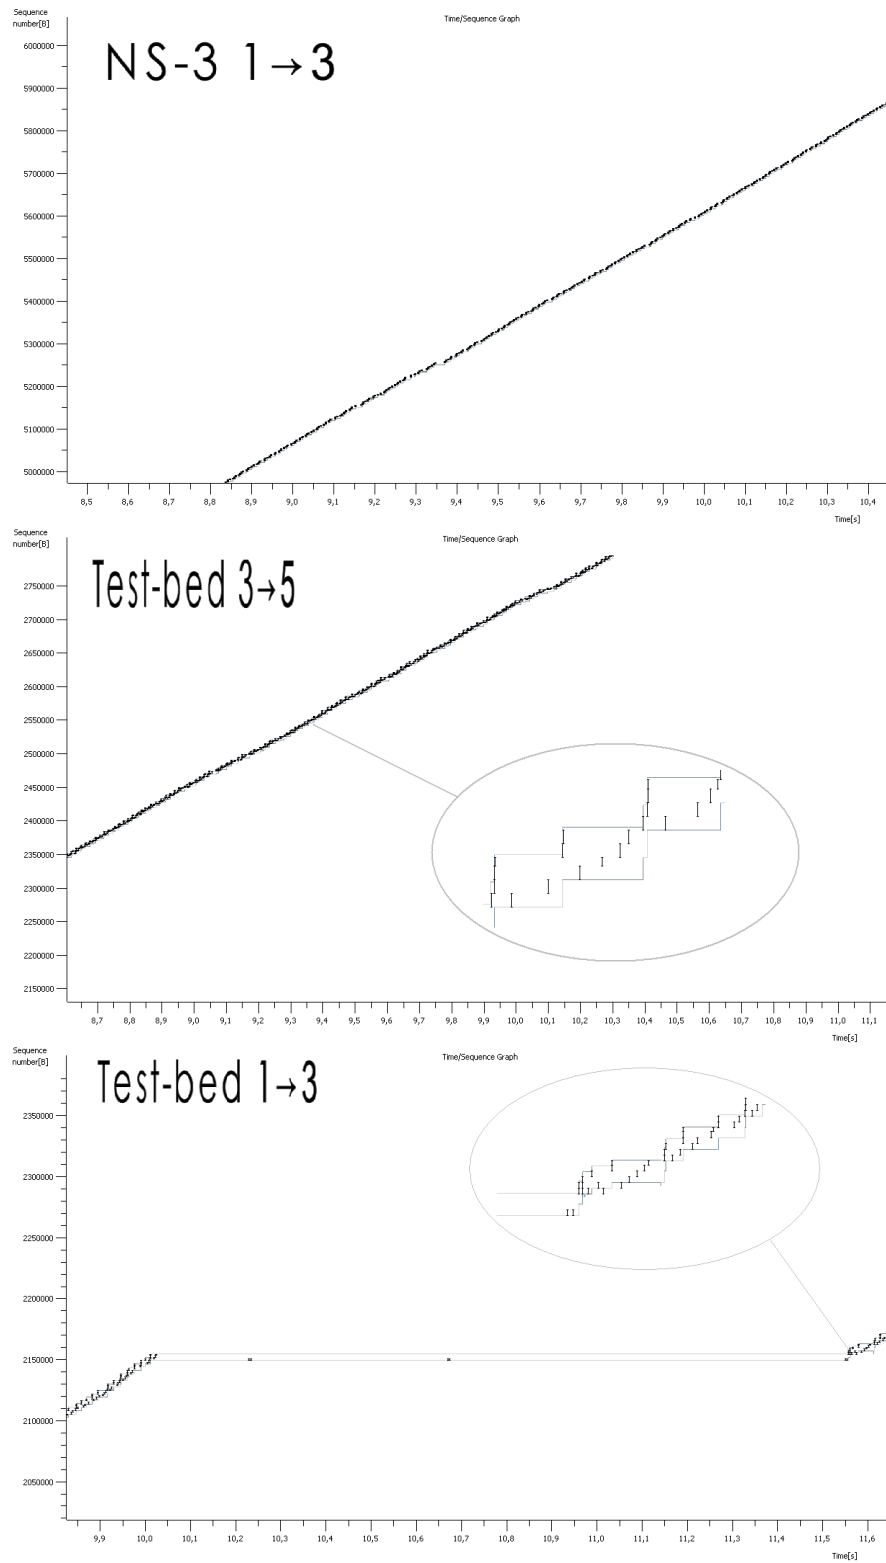 Sequence
number[B]
Time/Sequence Graph
NS-3 1→3
6000000
5900000
5800000
5700000
5600000
5500000
5400000
5300000
5200000
5100000
5000000
8,5 8,6 8,7 8,8 8,9 9,0 9,1 9,2 9,3 9,4 9,5 9,6 9,7 9,8 9,9 10,0 10,1 10,2 10,3 10,4
Time[s]
Sequence
number[B]
Time/Sequence Graph
Test-bed 3→5
2750000
2700000
2650000
2600000
2550000
2500000
2450000
2400000
2350000
2300000
2250000
2200000
2150000
8,7 8,8 8,9 9,0 9,1 9,2 9,3 9,4 9,5 9,6 9,7 9,8 9,9 10,0 10,1 10,2 10,3 10,4 10,5 10,6 10,7 10,8 10,9 11,0 11,1
Time[s]
Sequence
number[B]
Time/Sequence Graph
Test-bed 1→3
2350000
2300000
2250000
2200000
2150000
2100000
2050000
9,9 10,0 10,1 10,2 10,3 10,4 10,5 10,6 10,7 10,8 10,9 11,0 11,1 11,2 11,3 11,4 11,5 11,6
Time[s]